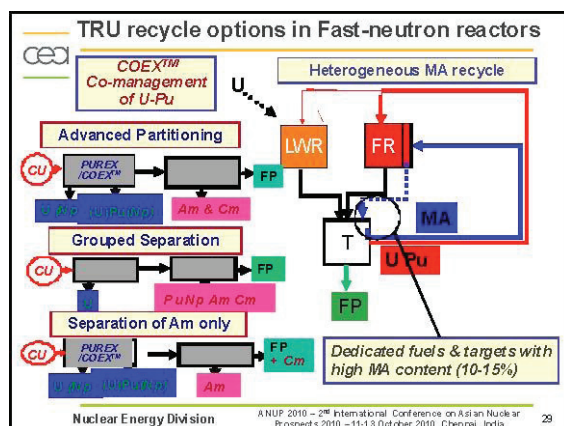 TRU recycle options in Fast-neutron reactors
cea
COEX™
Co-management
of U-Pu
Heterogeneous MA recycle
U
Advanced Partitioning
LWR
FR
CU
PUREX
/COEX™
FP
Am & Cm
MA
Grouped Separation
T
U Pu
CU
FP
U
PuNp Am Cm
FP
Separation of Am only
CU
PUREX
/COEX™
FP
+ Cm
Am
Dedicated fuels & targets with
high MA content (10-15%)
Nuclear Energy Division
ANUP 2010 – 2nd International Conference on Asian Nuclear
Prospects 2010 – 11-13 October 2010, Chennai, India
29